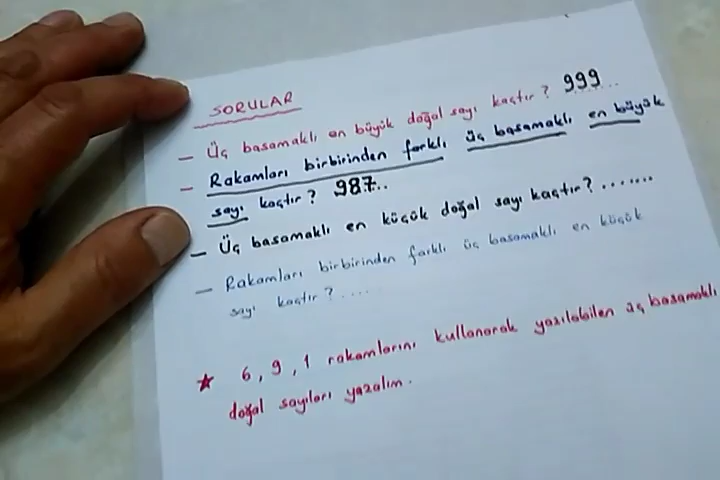 SORULAR
- Üç basamaklı en büyük doğal sayı kaçtır? 999...
- Rakamları birbirinden farklı üç basamaklı en büyük
sayı kaçtır? 987..
- Üç basamaklı en küçük doğal sayı kaçtır? .......
- Rakamları birbirinden farklı üç basamaklı en küçük
sayı kaçtır? .....
★ 6, 9, 1 rakamlarını kullanarak yazılabilen üç basamaklı
doğal sayıları yazalım.